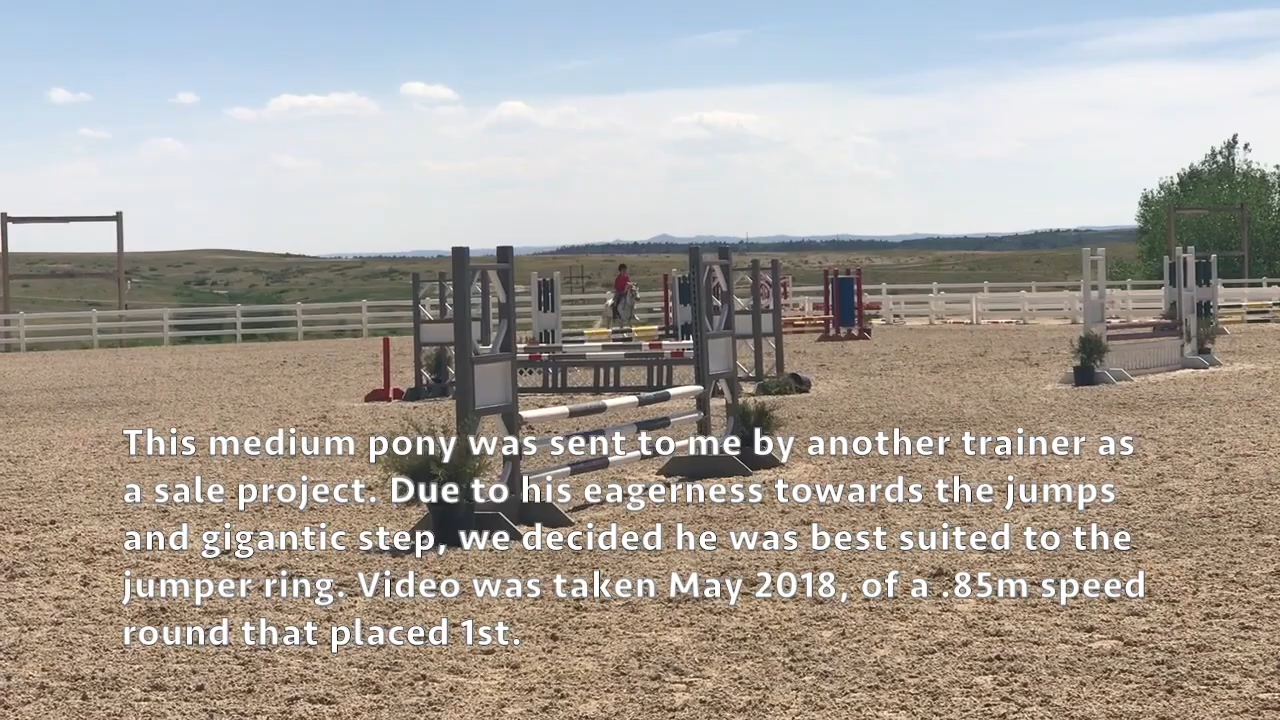 This medium pony was sent to me by another trainer as
a sale project. Due to his eagerness towards the jumps
and gigantic step, we decided he was best suited to the
jumper ring. Video was taken May 2018, of a .85m speed
round that placed 1st.